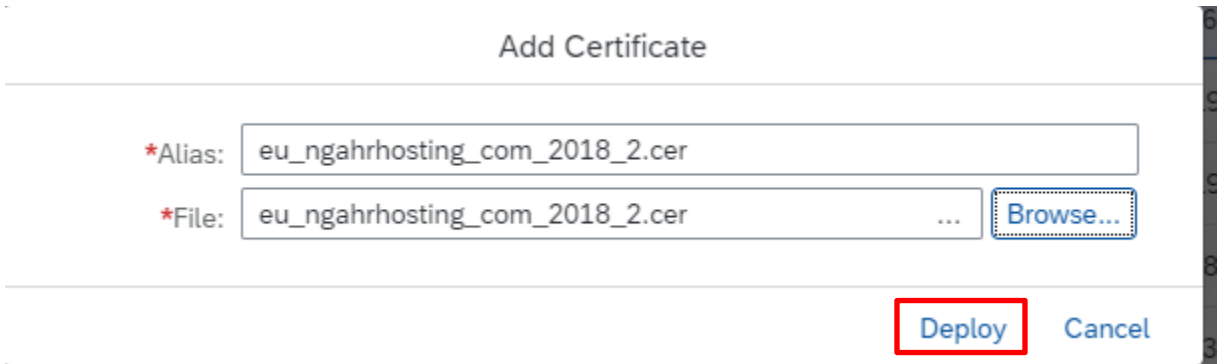 Add Certificate
*Alias: eu_ngahrhosting_com_2018_2.cer
*File: eu_ngahrhosting_com_2018_2.cer ... Browse...
Deploy Cancel